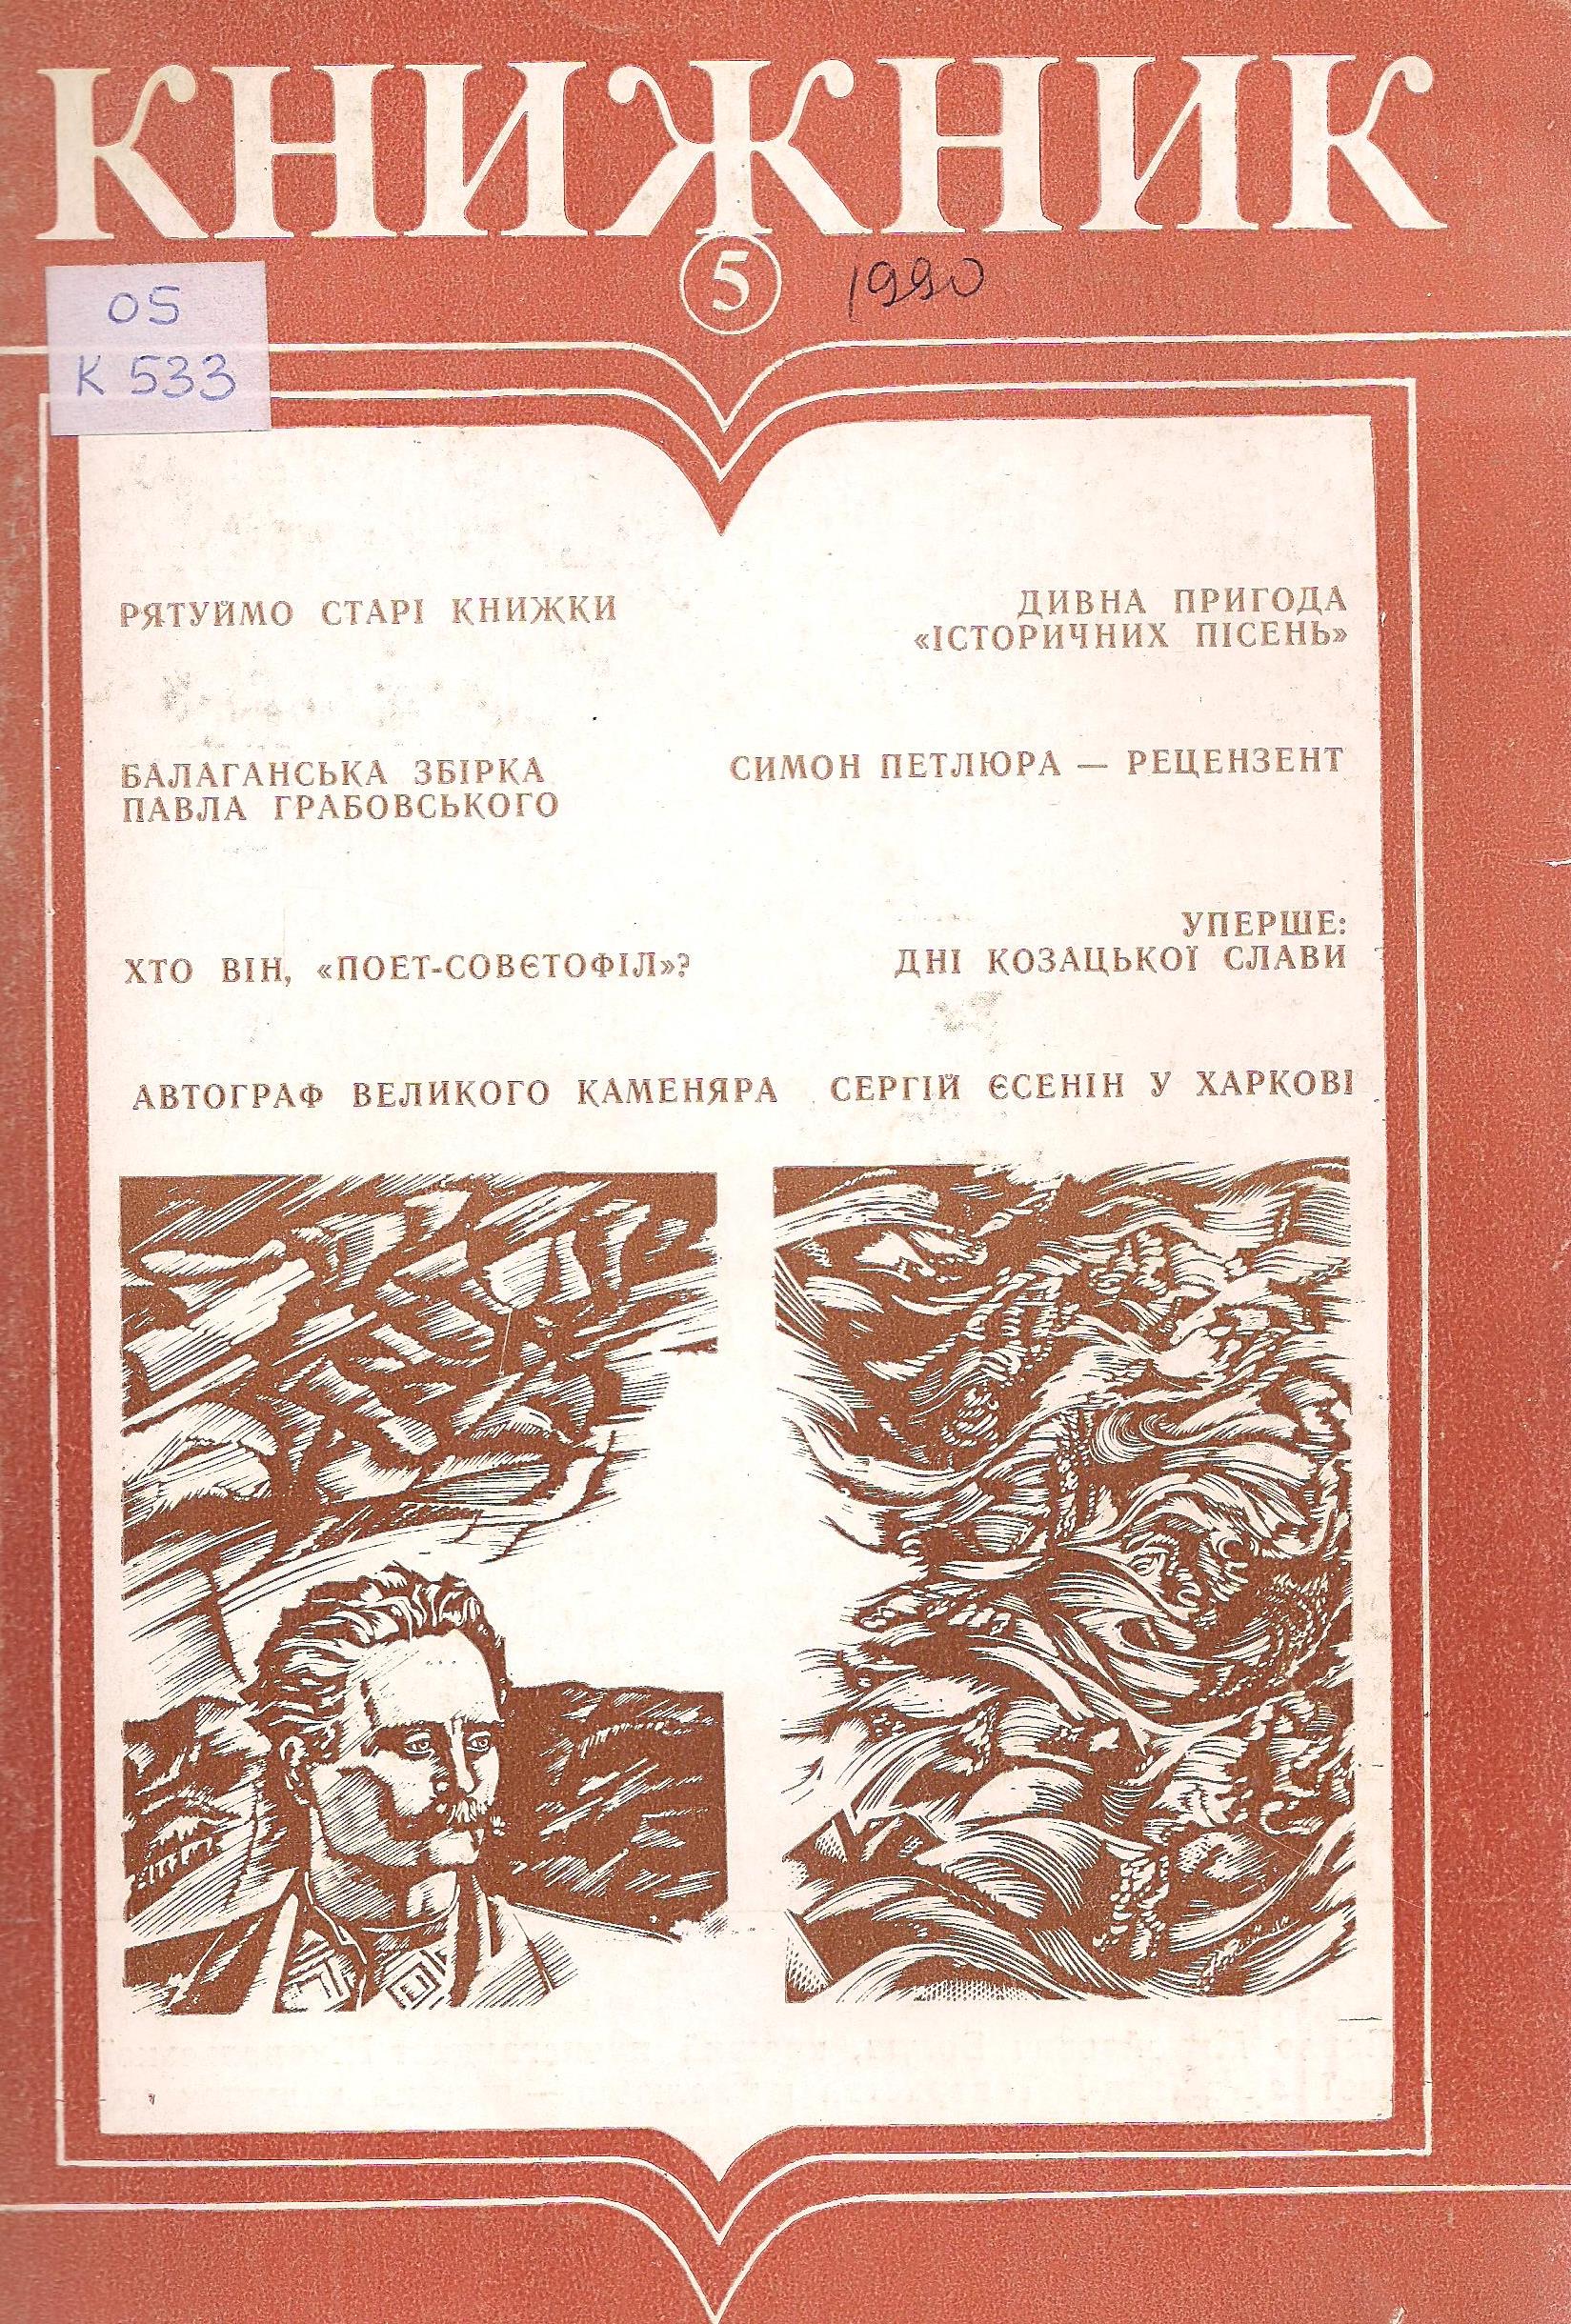 КНИЖНИК
5
1990
05
К 533
РЯТУЙМО СТАРІ КНИЖКИ
ДИВНА ПРИГОДА
«ІСТОРИЧНИХ ПІСЕНЬ»
БАЛАГАНСЬКА ЗБІРКА
ПАВЛА ГРАБОВСЬКОГО
СИМОН ПЕТЛЮРА — РЕЦЕНЗЕНТ
ХТО ВІН, «ПОЕТ-СОВЄТОФІЛ»?
УПЕРШЕ:
ДНІ КОЗАЦЬКОЇ СЛАВИ
АВТОГРАФ ВЕЛИКОГО КАМЕНЯРА
СЕРГІЙ ЄСЕНІН У ХАРКОВІ